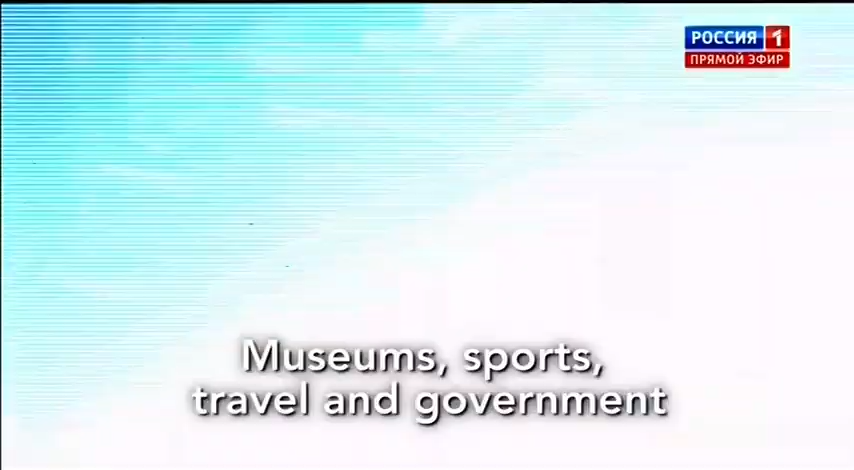 РОССИЯ 1
ПРЯМОЙ ЭФИР
Museums, sports,
travel and government